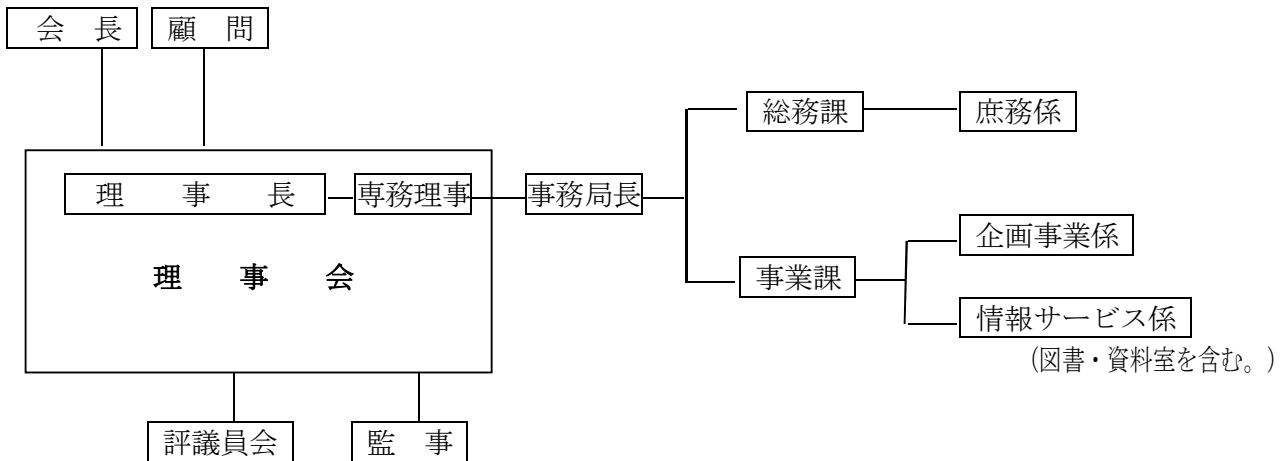 会　長
顧　問
総務課
庶務係
理　事　長
専務理事
事務局長
理　事　会
企画事業係
事業課
情報サービス係
（図書・資料室を含む。）
評議員会
監　事